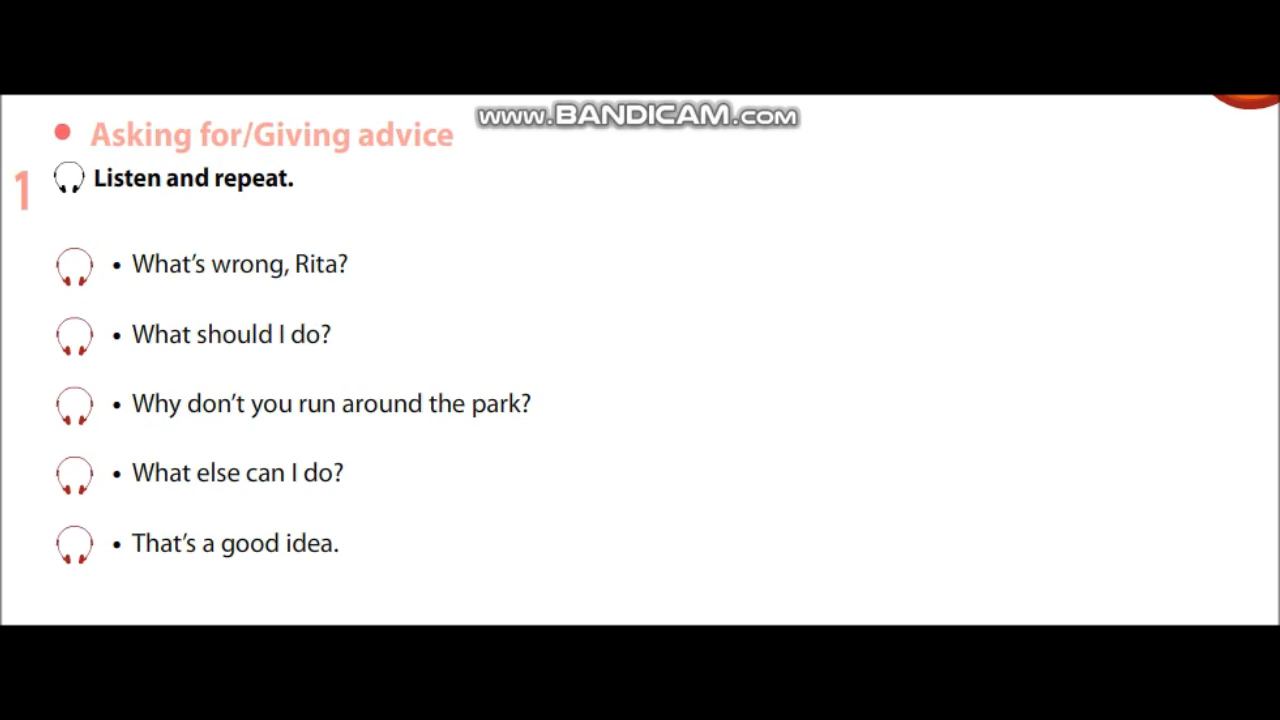 www.BANDICAM.com
• Asking for/Giving advice
1 Listen and repeat.
• What's wrong, Rita?
• What should I do?
• Why don't you run around the park?
• What else can I do?
• That's a good idea.